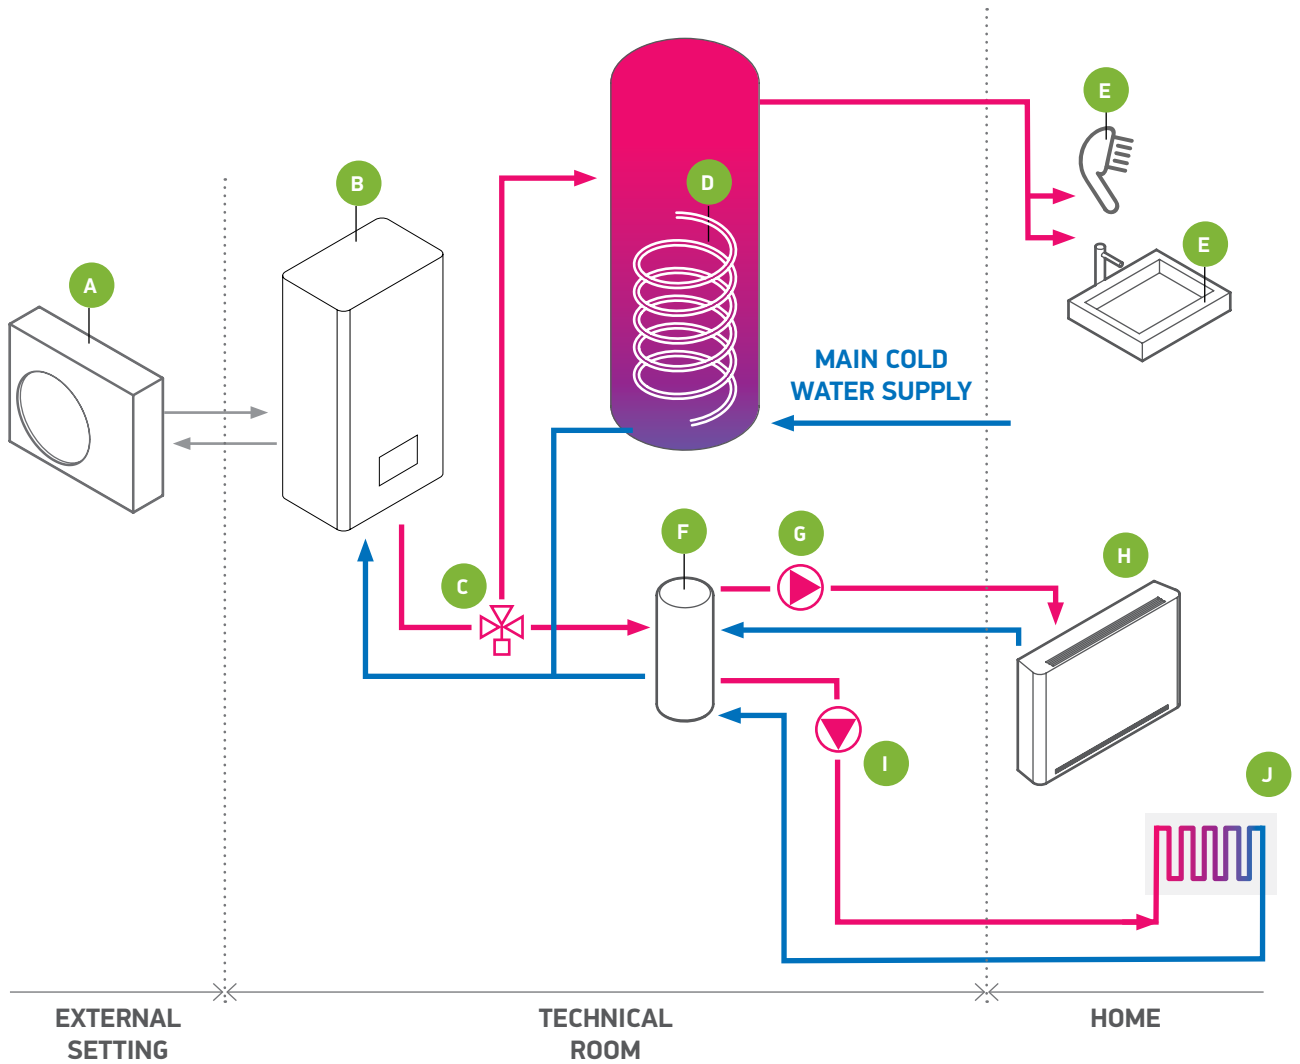 E
B
D
E
A
MAIN COLD
WATER SUPPLY
F
G
H
C
I
J
EXTERNAL
SETTING
TECHNICAL
ROOM
HOME